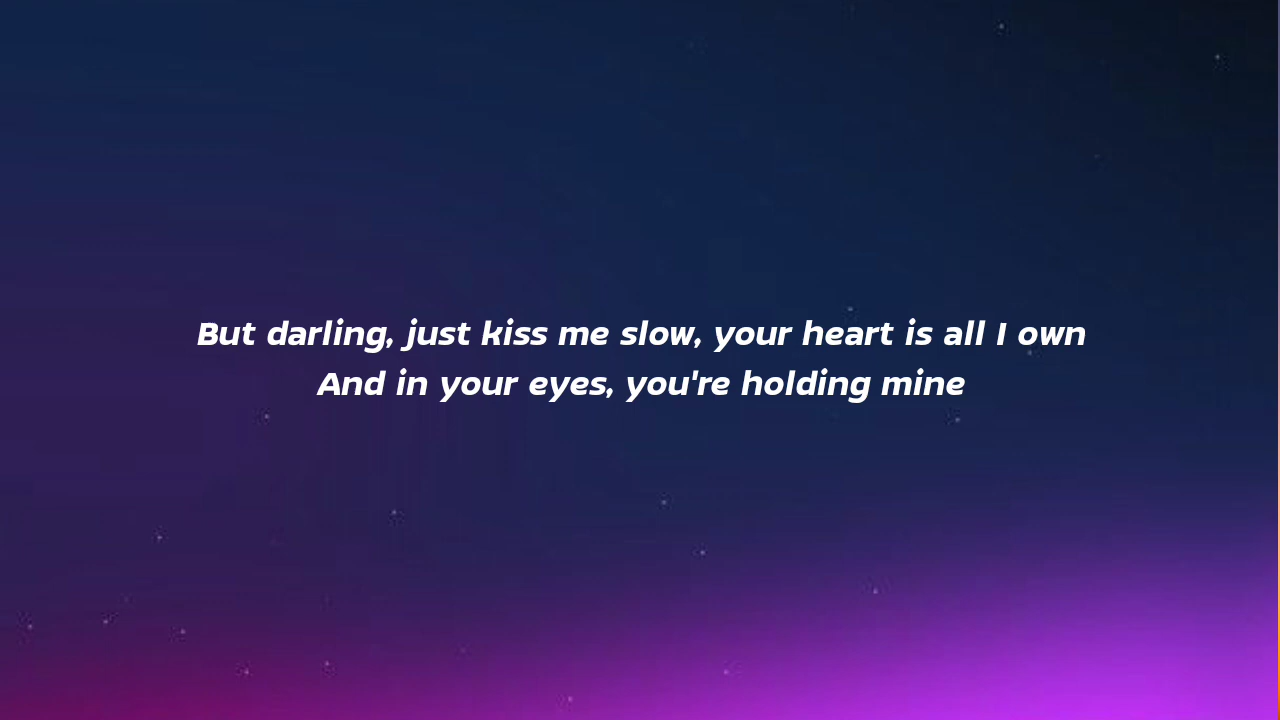 But darling, just kiss me slow, your heart is all I own
And in your eyes, you're holding mine